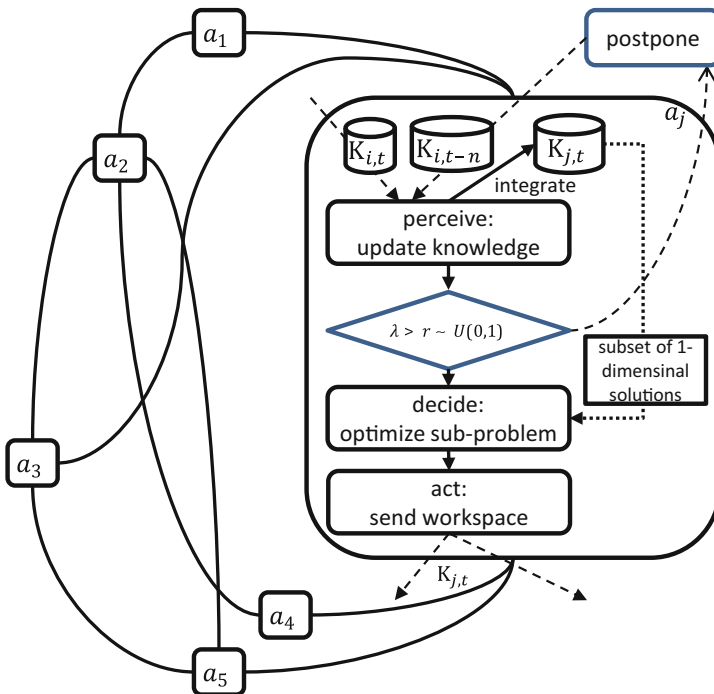 a₁
postpone
a₂
aⱼ
Kᵢ,ₜ
Kᵢ,ₜ₋ₙ
Kⱼ,ₜ
integrate
perceive:
update knowledge
λ > r ~ U(0,1)
subset of 1-
dimensinal
solutions
decide:
optimize sub-problem
a₃
act:
send workspace
Kⱼ,ₜ
a₄
a₅